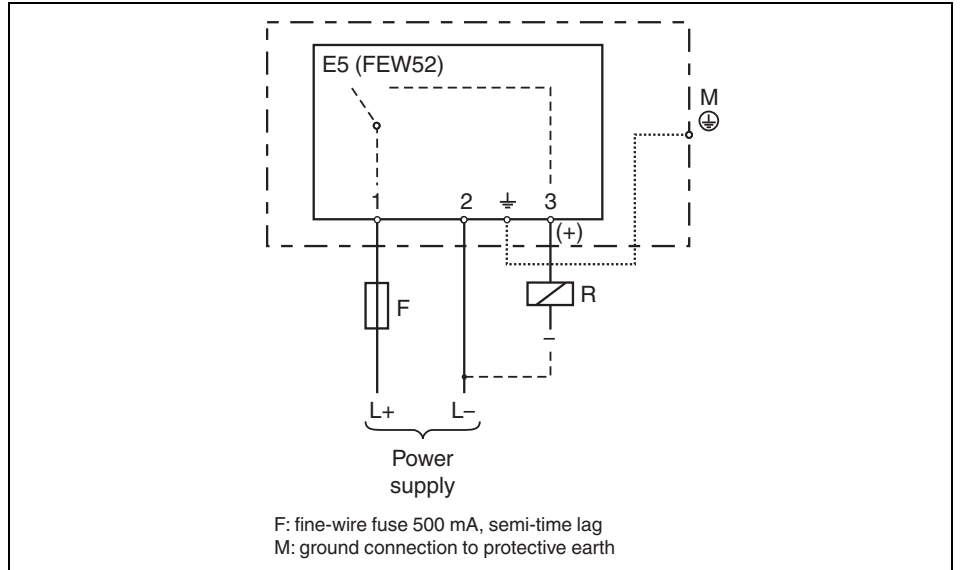 E5 (FEW52)
M
1 2 3
(+)
F
R
–
L+ L–
Power
supply
F: fine-wire fuse 500 mA, semi-time lag
M: ground connection to protective earth